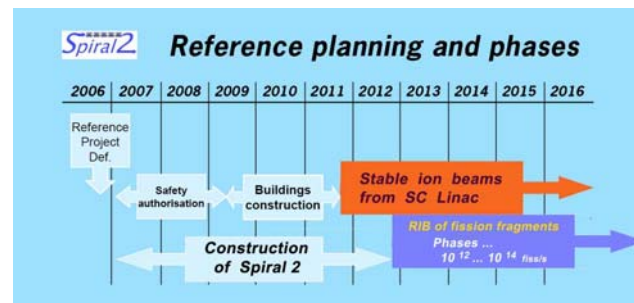 Spiral2
Reference planning and phases
2006 2007 2008 2009 2010 2011 2012 2013 2014 2015 2016
Reference
Project
Def.
Safety
authorisation
Buildings
construction
Stable ion beams
from SC Linac
Construction
of Spiral 2
RIB of fission fragments
Phases ...
10 12 ... 10 14 fiss/s